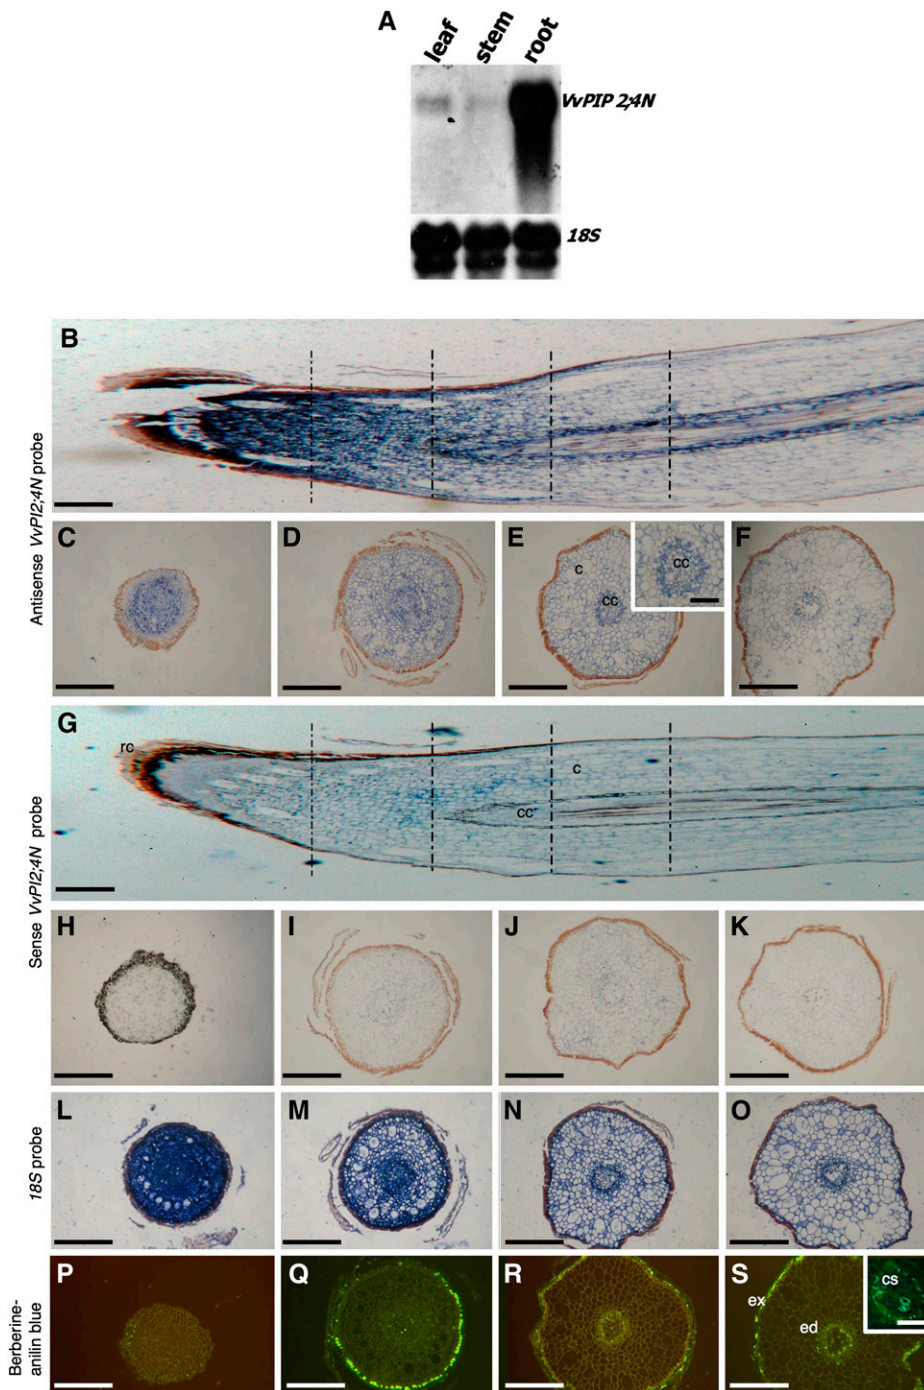 A
leaf stem root
VvPIP 2;4N
18S
Antisense VvPI2;4N probe
B
C D E F
c cc cc
Sense VvPI2;4N probe
G
rc c cc
H I J K
18S probe
L M N O
Berberine-
anilin blue
P Q R S
ex ed cs